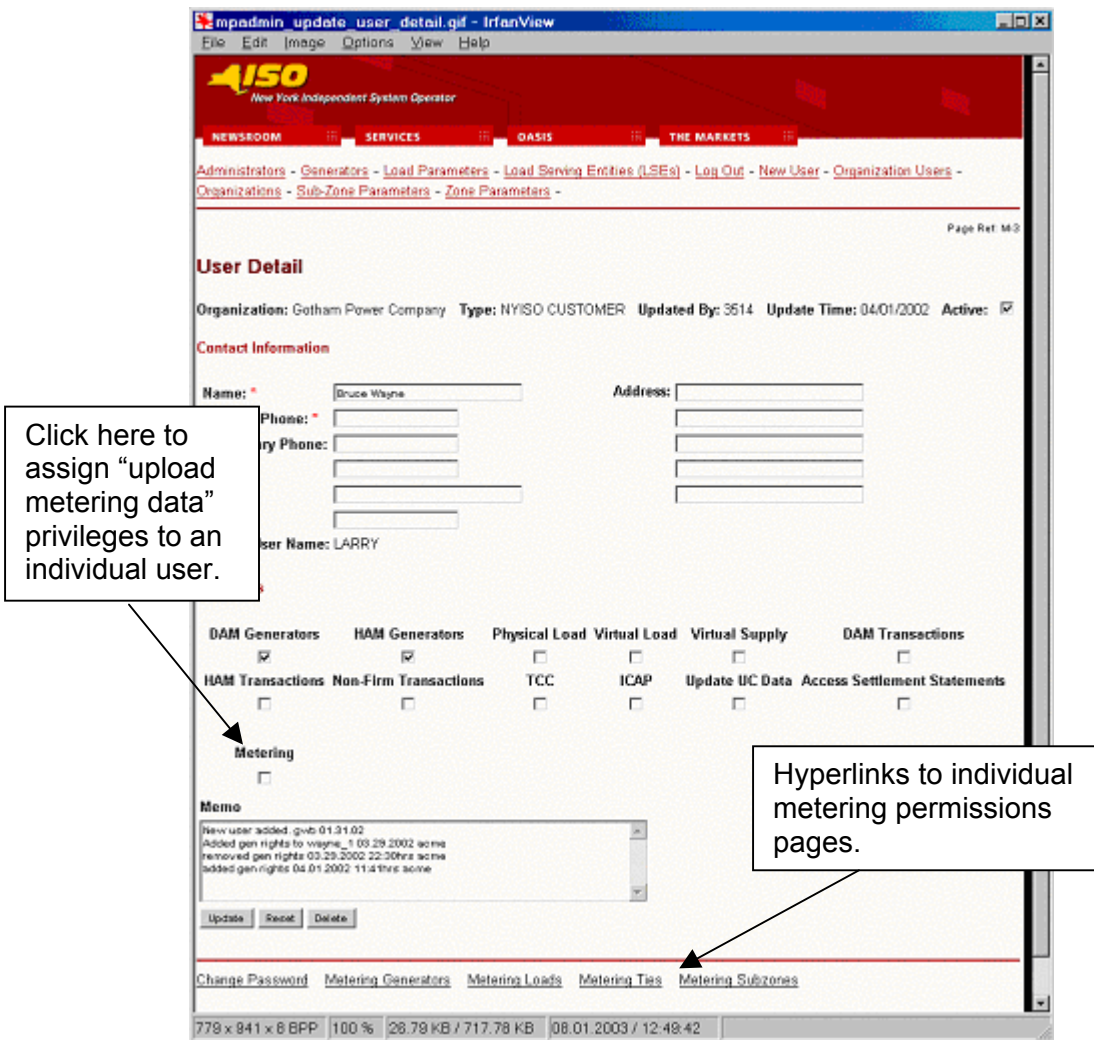 mpadmin_update_user_detail.gif - IrfanView
File Edit Image Options View Help
ISO
New York Independent System Operator
NEWSROOM SERVICES OASIS THE MARKETS
Administrators - Generators - Load Parameters - Load Serving Entities (LSEs) - Log Out - New User - Organization Users -
Organizations - Sub-Zone Parameters - Zone Parameters -
Page Ref: M-3
User Detail
Organization: Gotham Power Company Type: NYISO CUSTOMER Updated By: 3514 Update Time: 04/01/2002 Active:
Contact Information
Name: * Bruce Wayne Address:
Phone: *
ry Phone:
Click here to
assign “upload
metering data”
privileges to an
individual user.
ser Name: LARRY
DAM Generators HAM Generators Physical Load Virtual Load Virtual Supply DAM Transactions
HAM Transactions Non-Firm Transactions TCC ICAP Update UC Data Access Settlement Statements
Metering
Hyperlinks to individual
metering permissions
pages.
Memo
New user added. gwb 01.31.02
Added gen rights to wayne_1 03.29.2002 acme
removed gen rights 03.29.2002 22:30hrs acme
added gen rights 04.01.2002 11:41hrs acme
Update Reset Delete
Change Password Metering Generators Metering Loads Metering Ties Metering Subzones
779 x 941 x 8 BPP 100 % 26.79 KB / 717.78 KB 08.01.2003 / 12:49:42